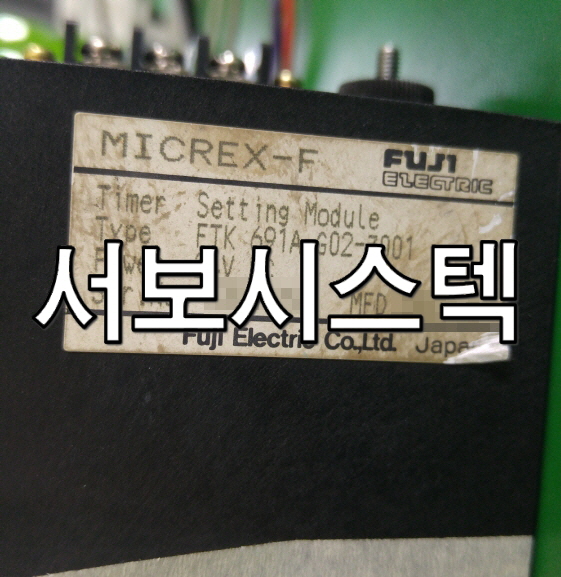 MICREX-F
FUJI
ELECTRIC
Timer Setting Module
Type FTK 691A-G02-Z001
서보시스텍
MFD
Fuji Electric Co.,Ltd. Japan